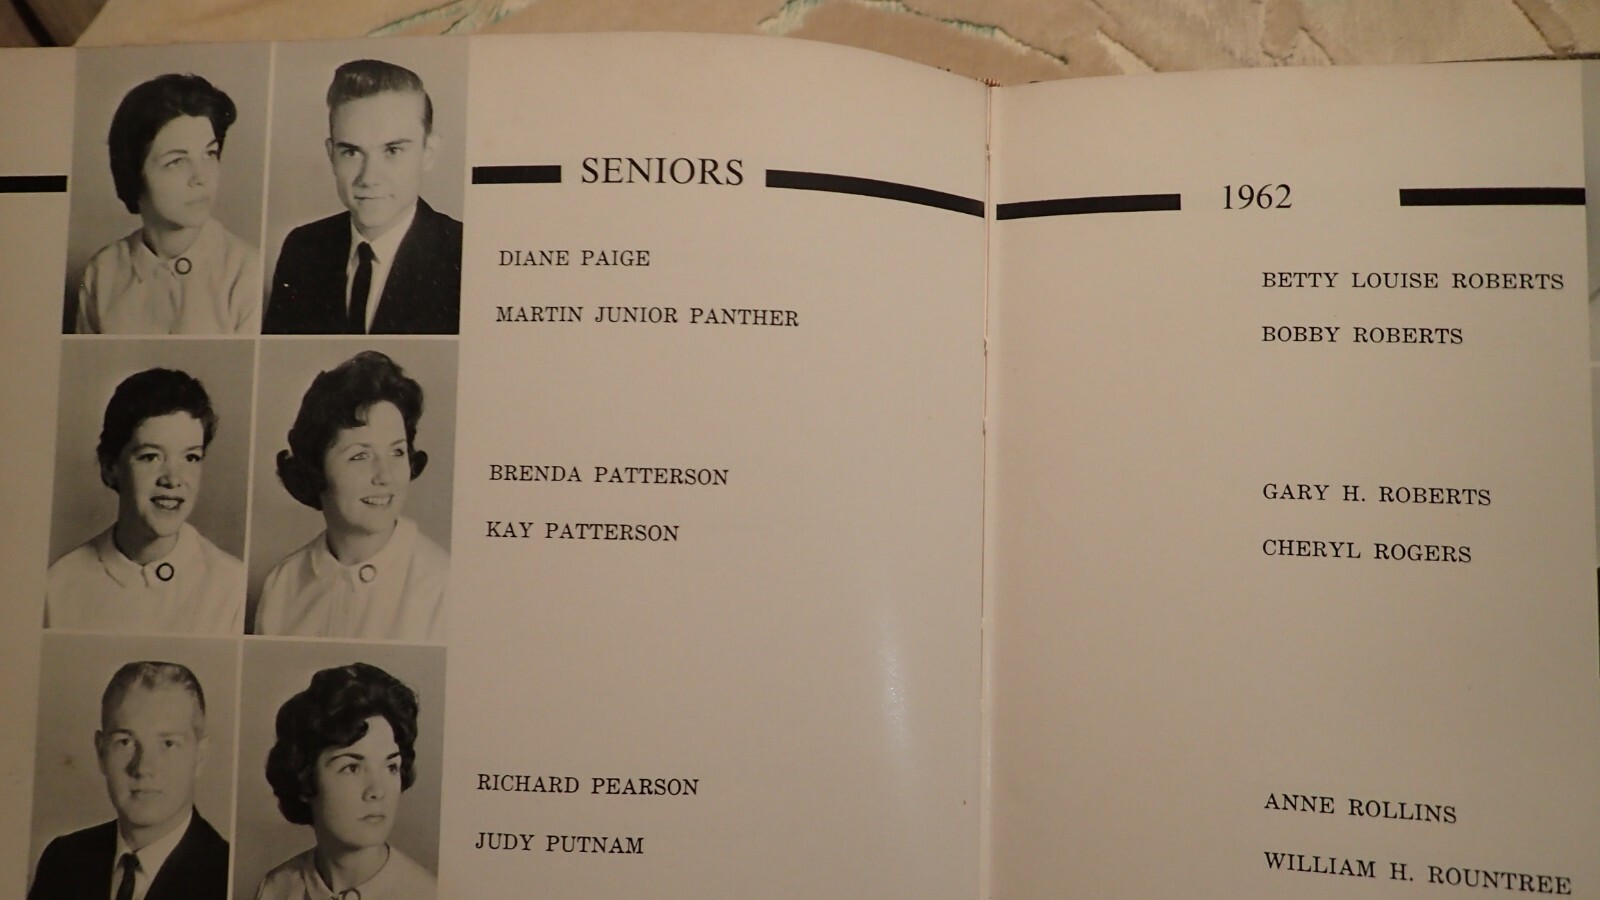 SENIORS
DIANE PAIGE
MARTIN JUNIOR PANTHER
BRENDA PATTERSON
KAY PATTERSON
RICHARD PEARSON
JUDY PUTNAM
1962
BETTY LOUISE ROBERTS
BOBBY ROBERTS
GARY H. ROBERTS
CHERYL ROGERS
ANNE ROLLINS
WILLIAM H. ROUNTREE